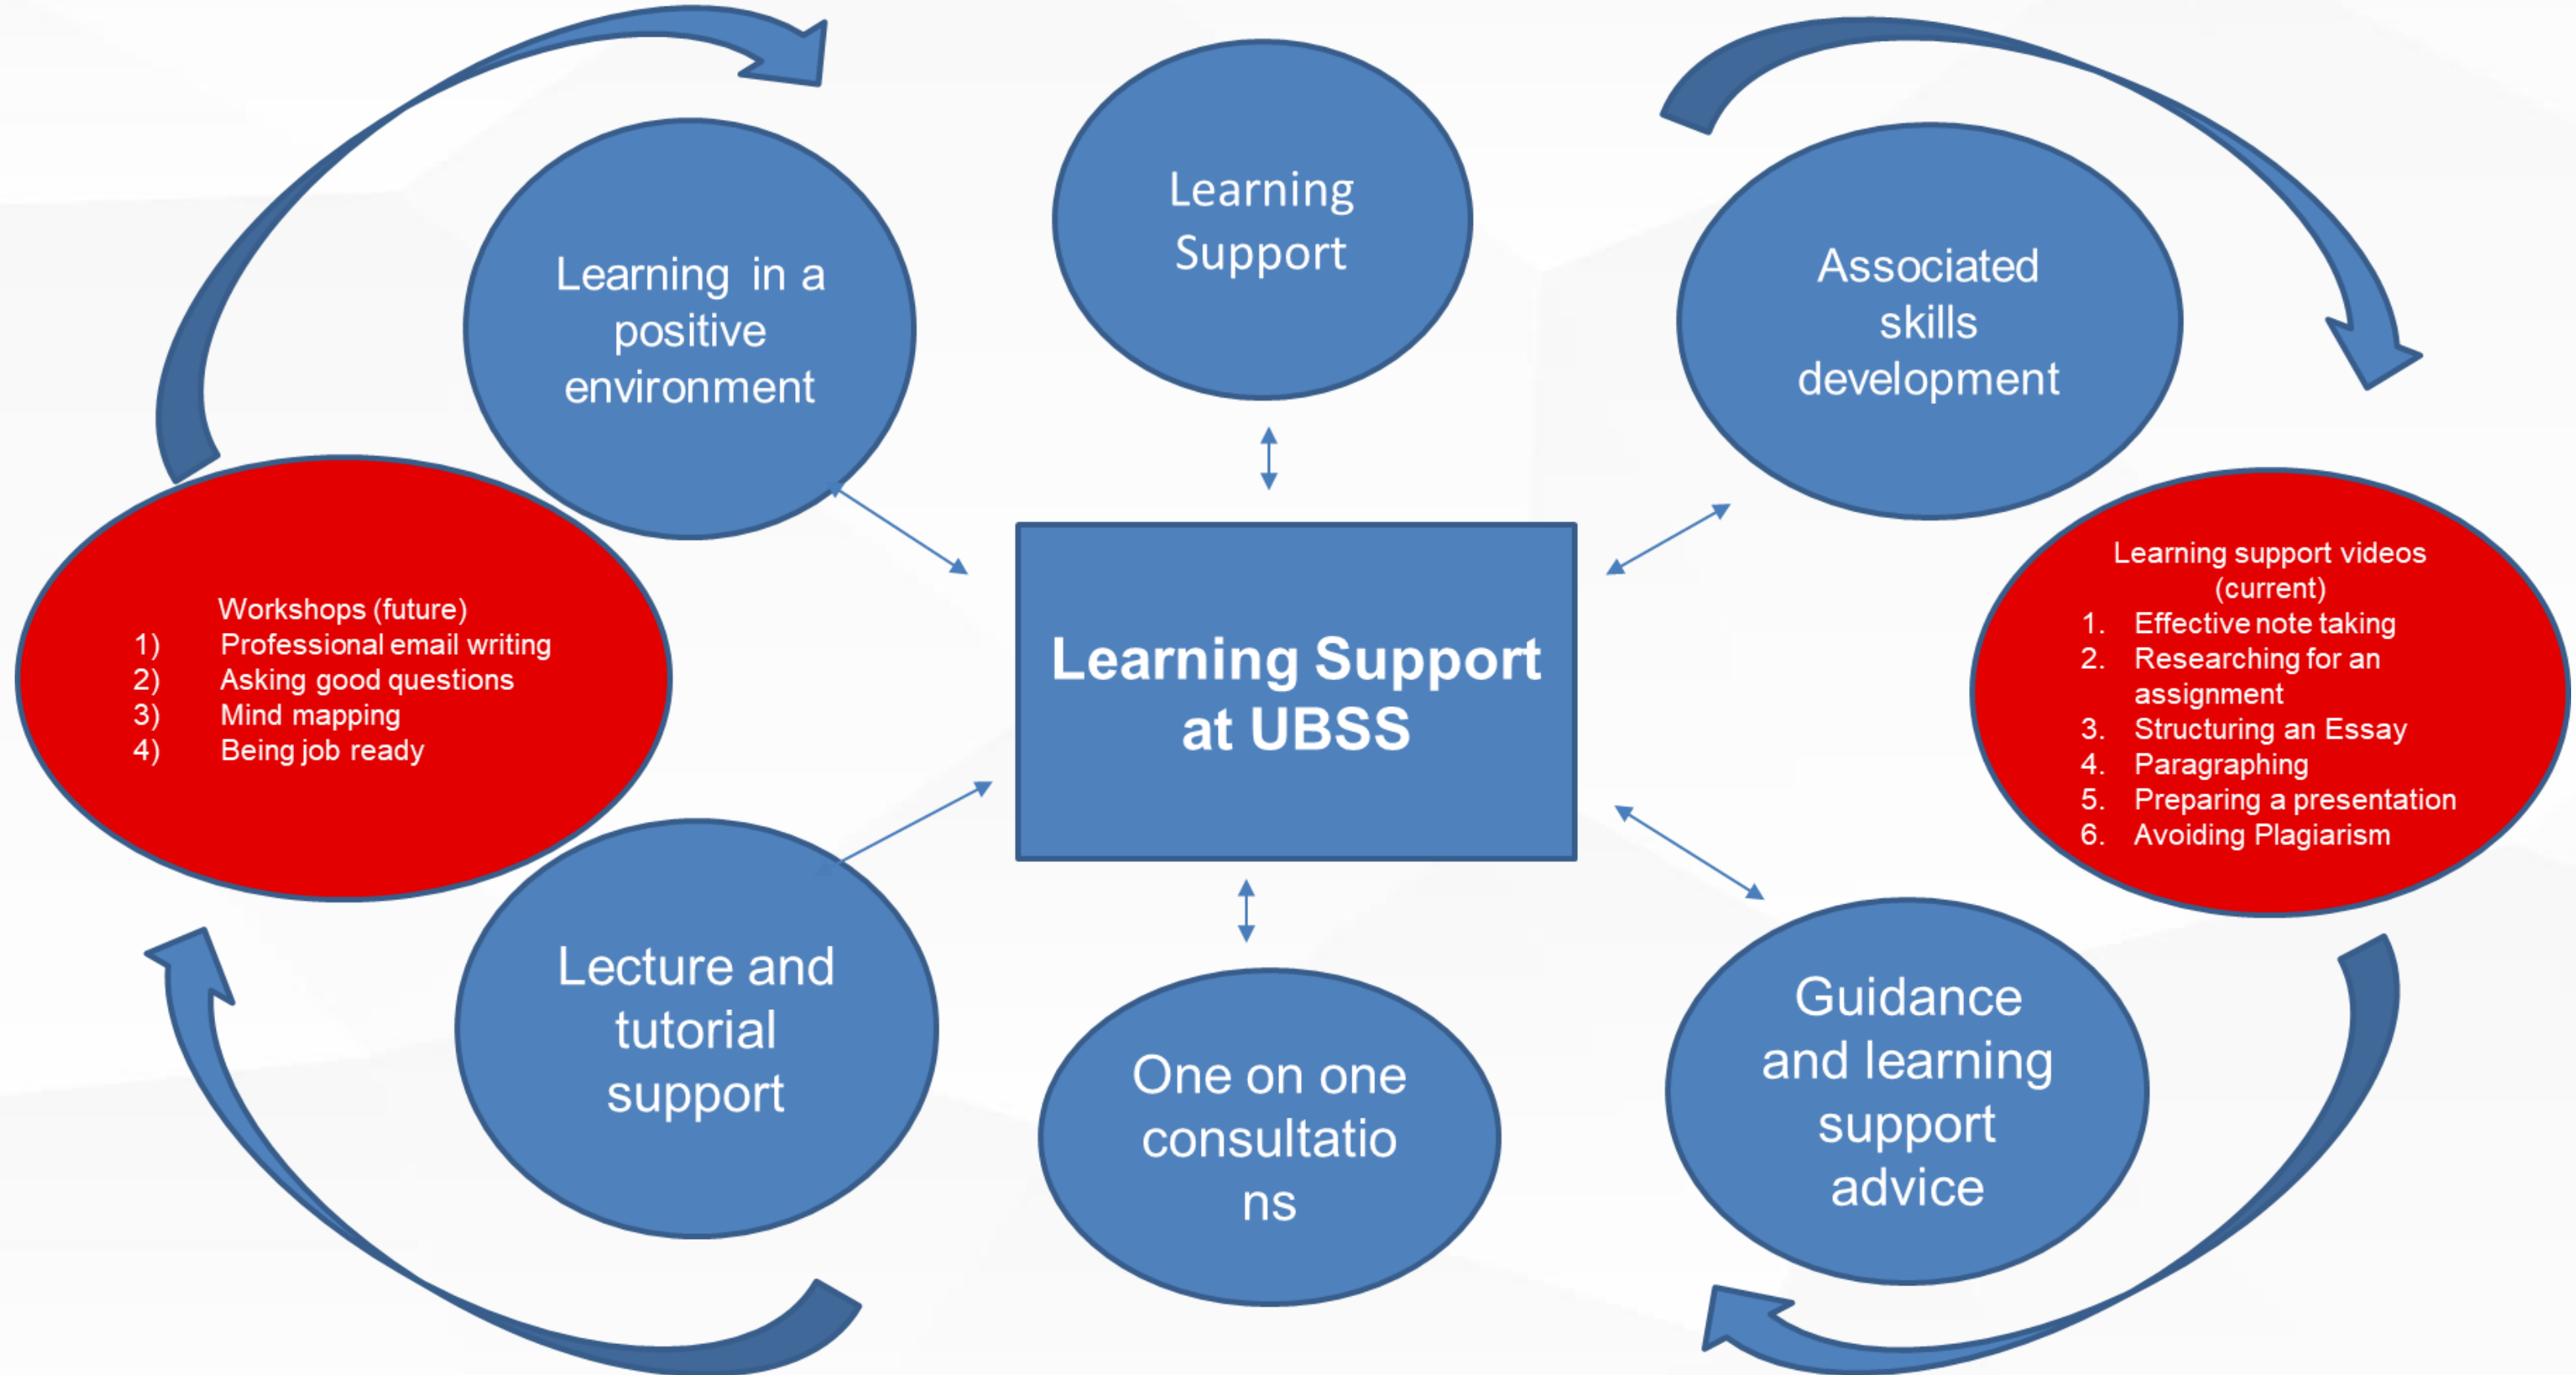 Learning
Support
Learning in a
positive
environment
Associated
skills
development
Workshops (future)
1) Professional email writing
2) Asking good questions
3) Mind mapping
4) Being job ready
Learning Support
at UBSS
Learning support videos
(current)
1. Effective note taking
2. Researching for an
assignment
3. Structuring an Essay
4. Paragraphing
5. Preparing a presentation
6. Avoiding Plagiarism
Lecture and
tutorial
support
One on one
consultatio
ns
Guidance
and learning
support
advice